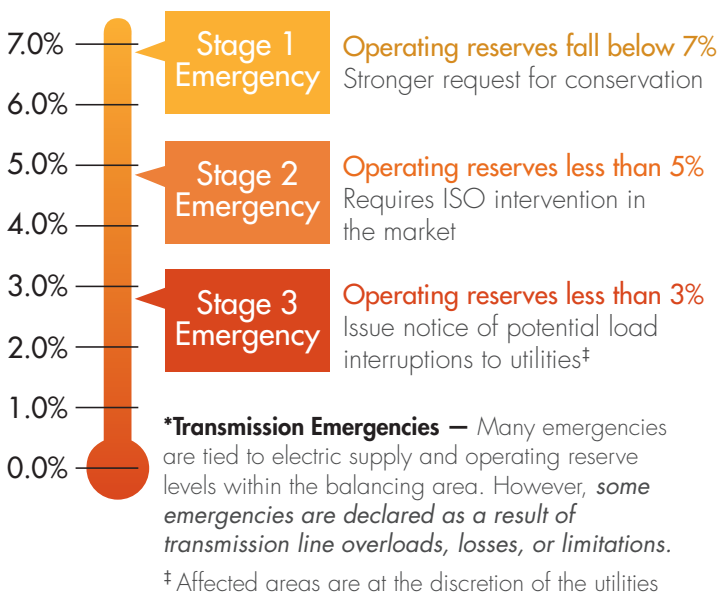 7.0%
6.0%
5.0%
4.0%
3.0%
2.0%
1.0%
0.0%
Stage 1
Emergency
Operating reserves fall below 7%
Stronger request for conservation
Stage 2
Emergency
Operating reserves less than 5%
Requires ISO intervention in
the market
Stage 3
Emergency
Operating reserves less than 3%
Issue notice of potential load
interruptions to utilities‡
*Transmission Emergencies — Many emergencies
are tied to electric supply and operating reserve
levels within the balancing area. However, some
emergencies are declared as a result of
transmission line overloads, losses, or limitations.
‡ Affected areas are at the discretion of the utilities